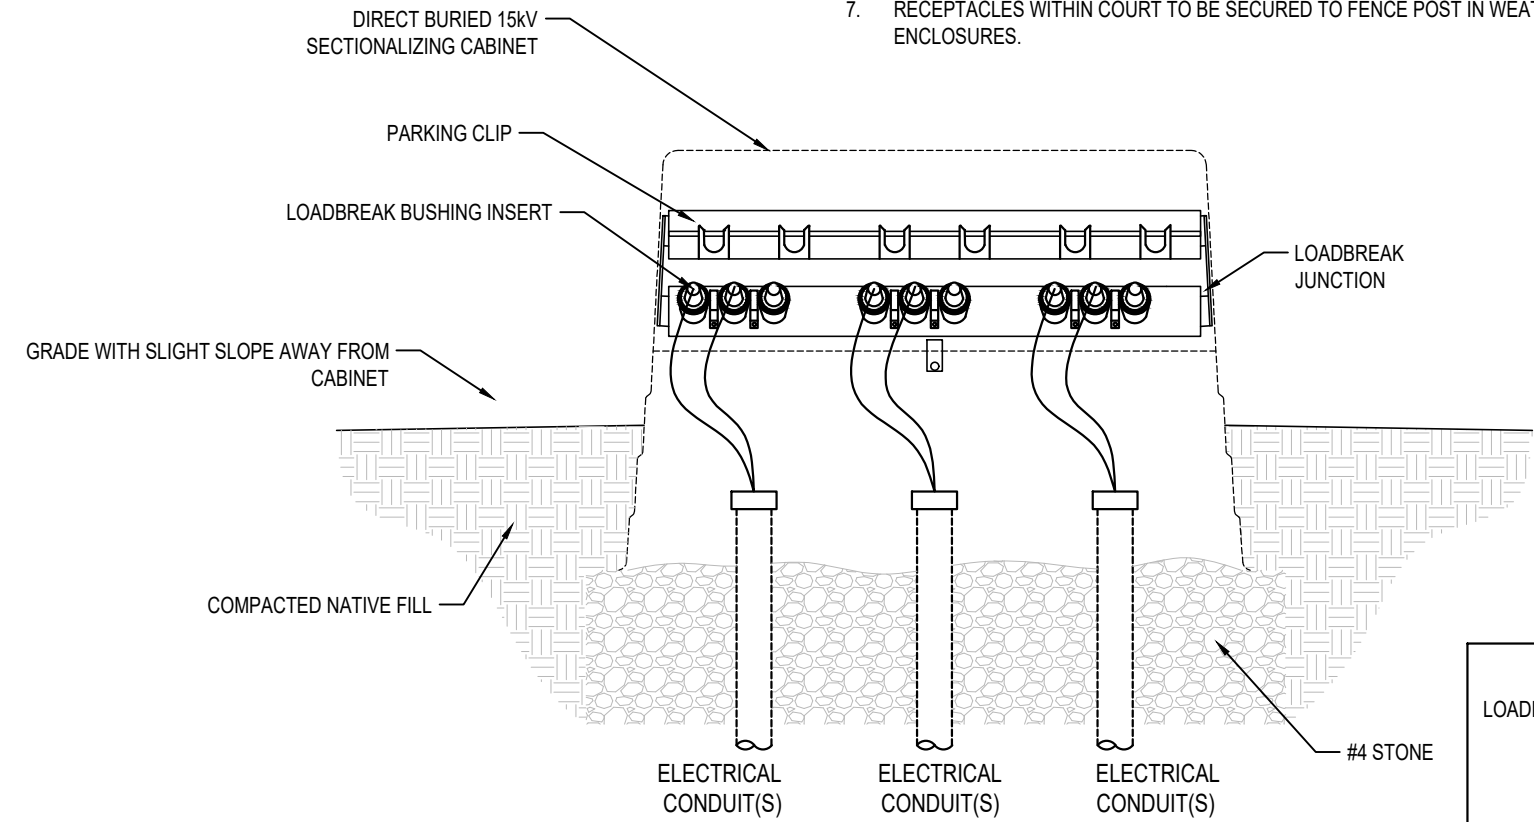 7. RECEPTACLES WITHIN COURT TO BE SECURED TO FENCE POST IN
ENCLOSURES.
DIRECT BURIED 15kV
SECTIONALIZING CABINET
PARKING CLIP
LOADBREAK BUSHING INSERT
LOADBREAK
JUNCTION
GRADE WITH SLIGHT SLOPE AWAY FROM
CABINET
COMPACTED NATIVE FILL
#4 STONE
ELECTRICAL
CONDUIT(S)
ELECTRICAL
CONDUIT(S)
ELECTRICAL
CONDUIT(S)